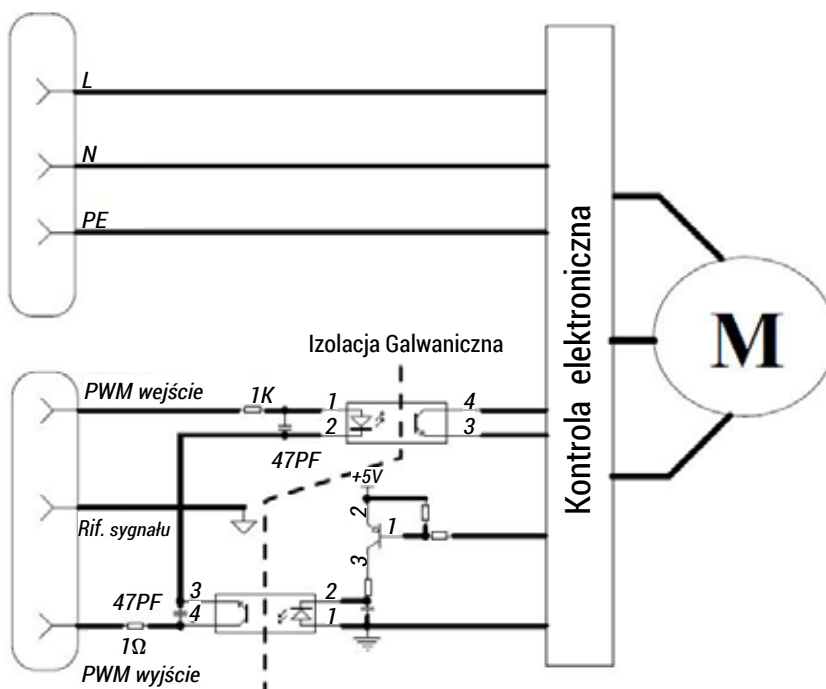 L
N
PE
Kontrola elektroniczna
M
Izolacja Galwaniczna
PWM wejście
1K
1
4
2
3
47PF
+5V
2
1
Rif. sygnału
3
47PF
3
2
4
1
1Ω
PWM wyjście